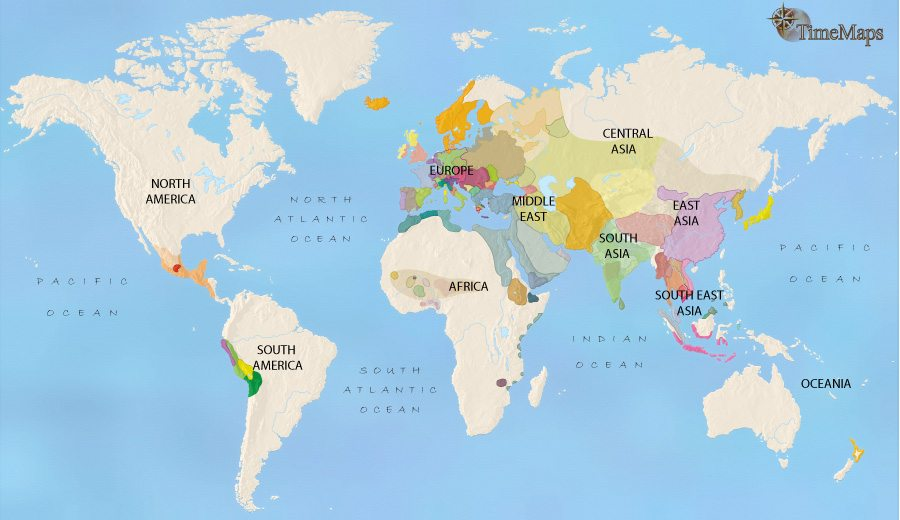 TimeMaps
CENTRAL
ASIA
EUROPE
NORTH
AMERICA
NORTH
ATLANTIC
OCEAN
MIDDLE
EAST
EAST
ASIA
SOUTH
ASIA
PACIFIC
OCEAN
PACIFIC
OCEAN
AFRICA
SOUTH EAST
ASIA
INDIAN
OCEAN
SOUTH
AMERICA
SOUTH
ATLANTIC
OCEAN
OCEANIA